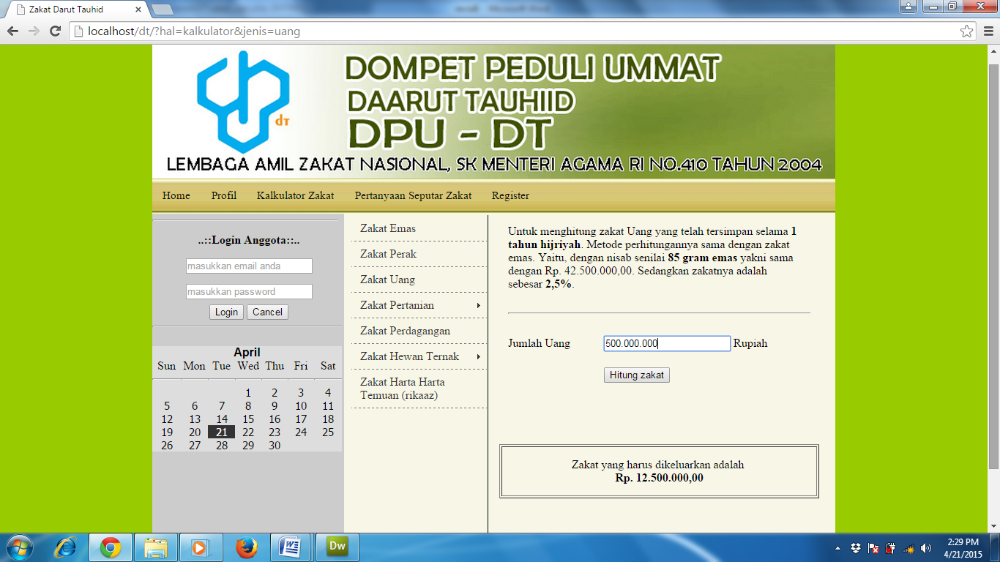 Zakat Darut Tauhid
localhost/dt/?hal=kalkulator&jenis=uang
dT
DOMPET PEDULI UMMAT
DAARUT TAUHIID
DPU - DT
LEMBAGA AMIL ZAKAT NASIONAL, SK MENTERI AGAMA RI NO.410 TAHUN 2004
Home Profil Kalkulator Zakat Pertanyaan Seputar Zakat Register
..::Login Anggota::..
masukkan email anda
masukkan password
Login Cancel
April
Sun Mon Tue Wed Thu Fri Sat
1 2 3 4
5 6 7 8 9 10 11
12 13 14 15 16 17 18
19 20 21 22 23 24 25
26 27 28 29 30
Zakat Emas
Zakat Perak
Zakat Uang
Zakat Pertanian
Zakat Perdagangan
Zakat Hewan Ternak
Zakat Harta Harta
Temuan (rikaaz)
Untuk menghitung zakat Uang yang telah tersimpan selama 1
tahun hijriyah. Metode perhitungannya sama dengan zakat
emas. Yaitu, dengan nisab senilai 85 gram emas yakni sama
dengan Rp. 42.500.000,00. Sedangkan zakatnya adalah
sebesar 2,5%.
Jumlah Uang 500.000.000 Rupiah
Hitung zakat
Zakat yang harus dikeluarkan adalah
Rp. 12.500.000,00
Dw
2:29 PM
4/21/2015